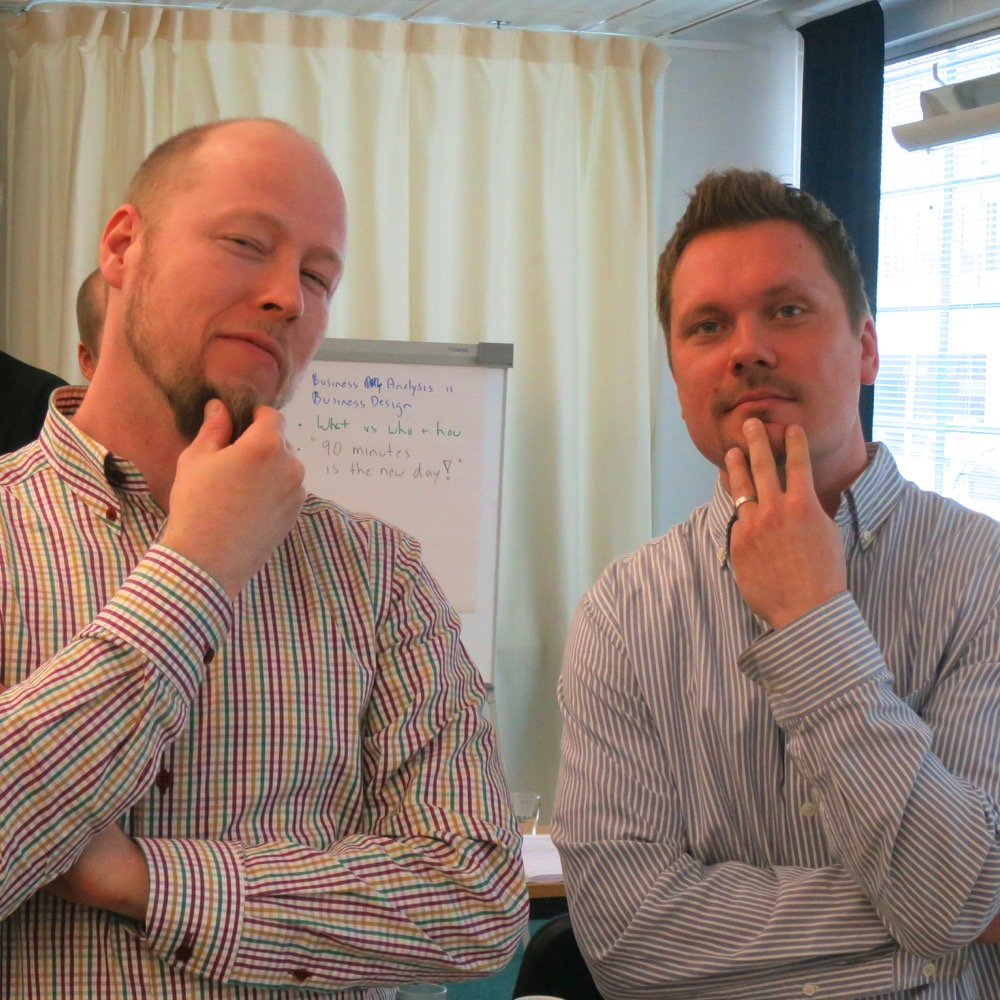 Business Analysis is
Business Design
• What vs who + how
• "90 minutes
is the new day!"